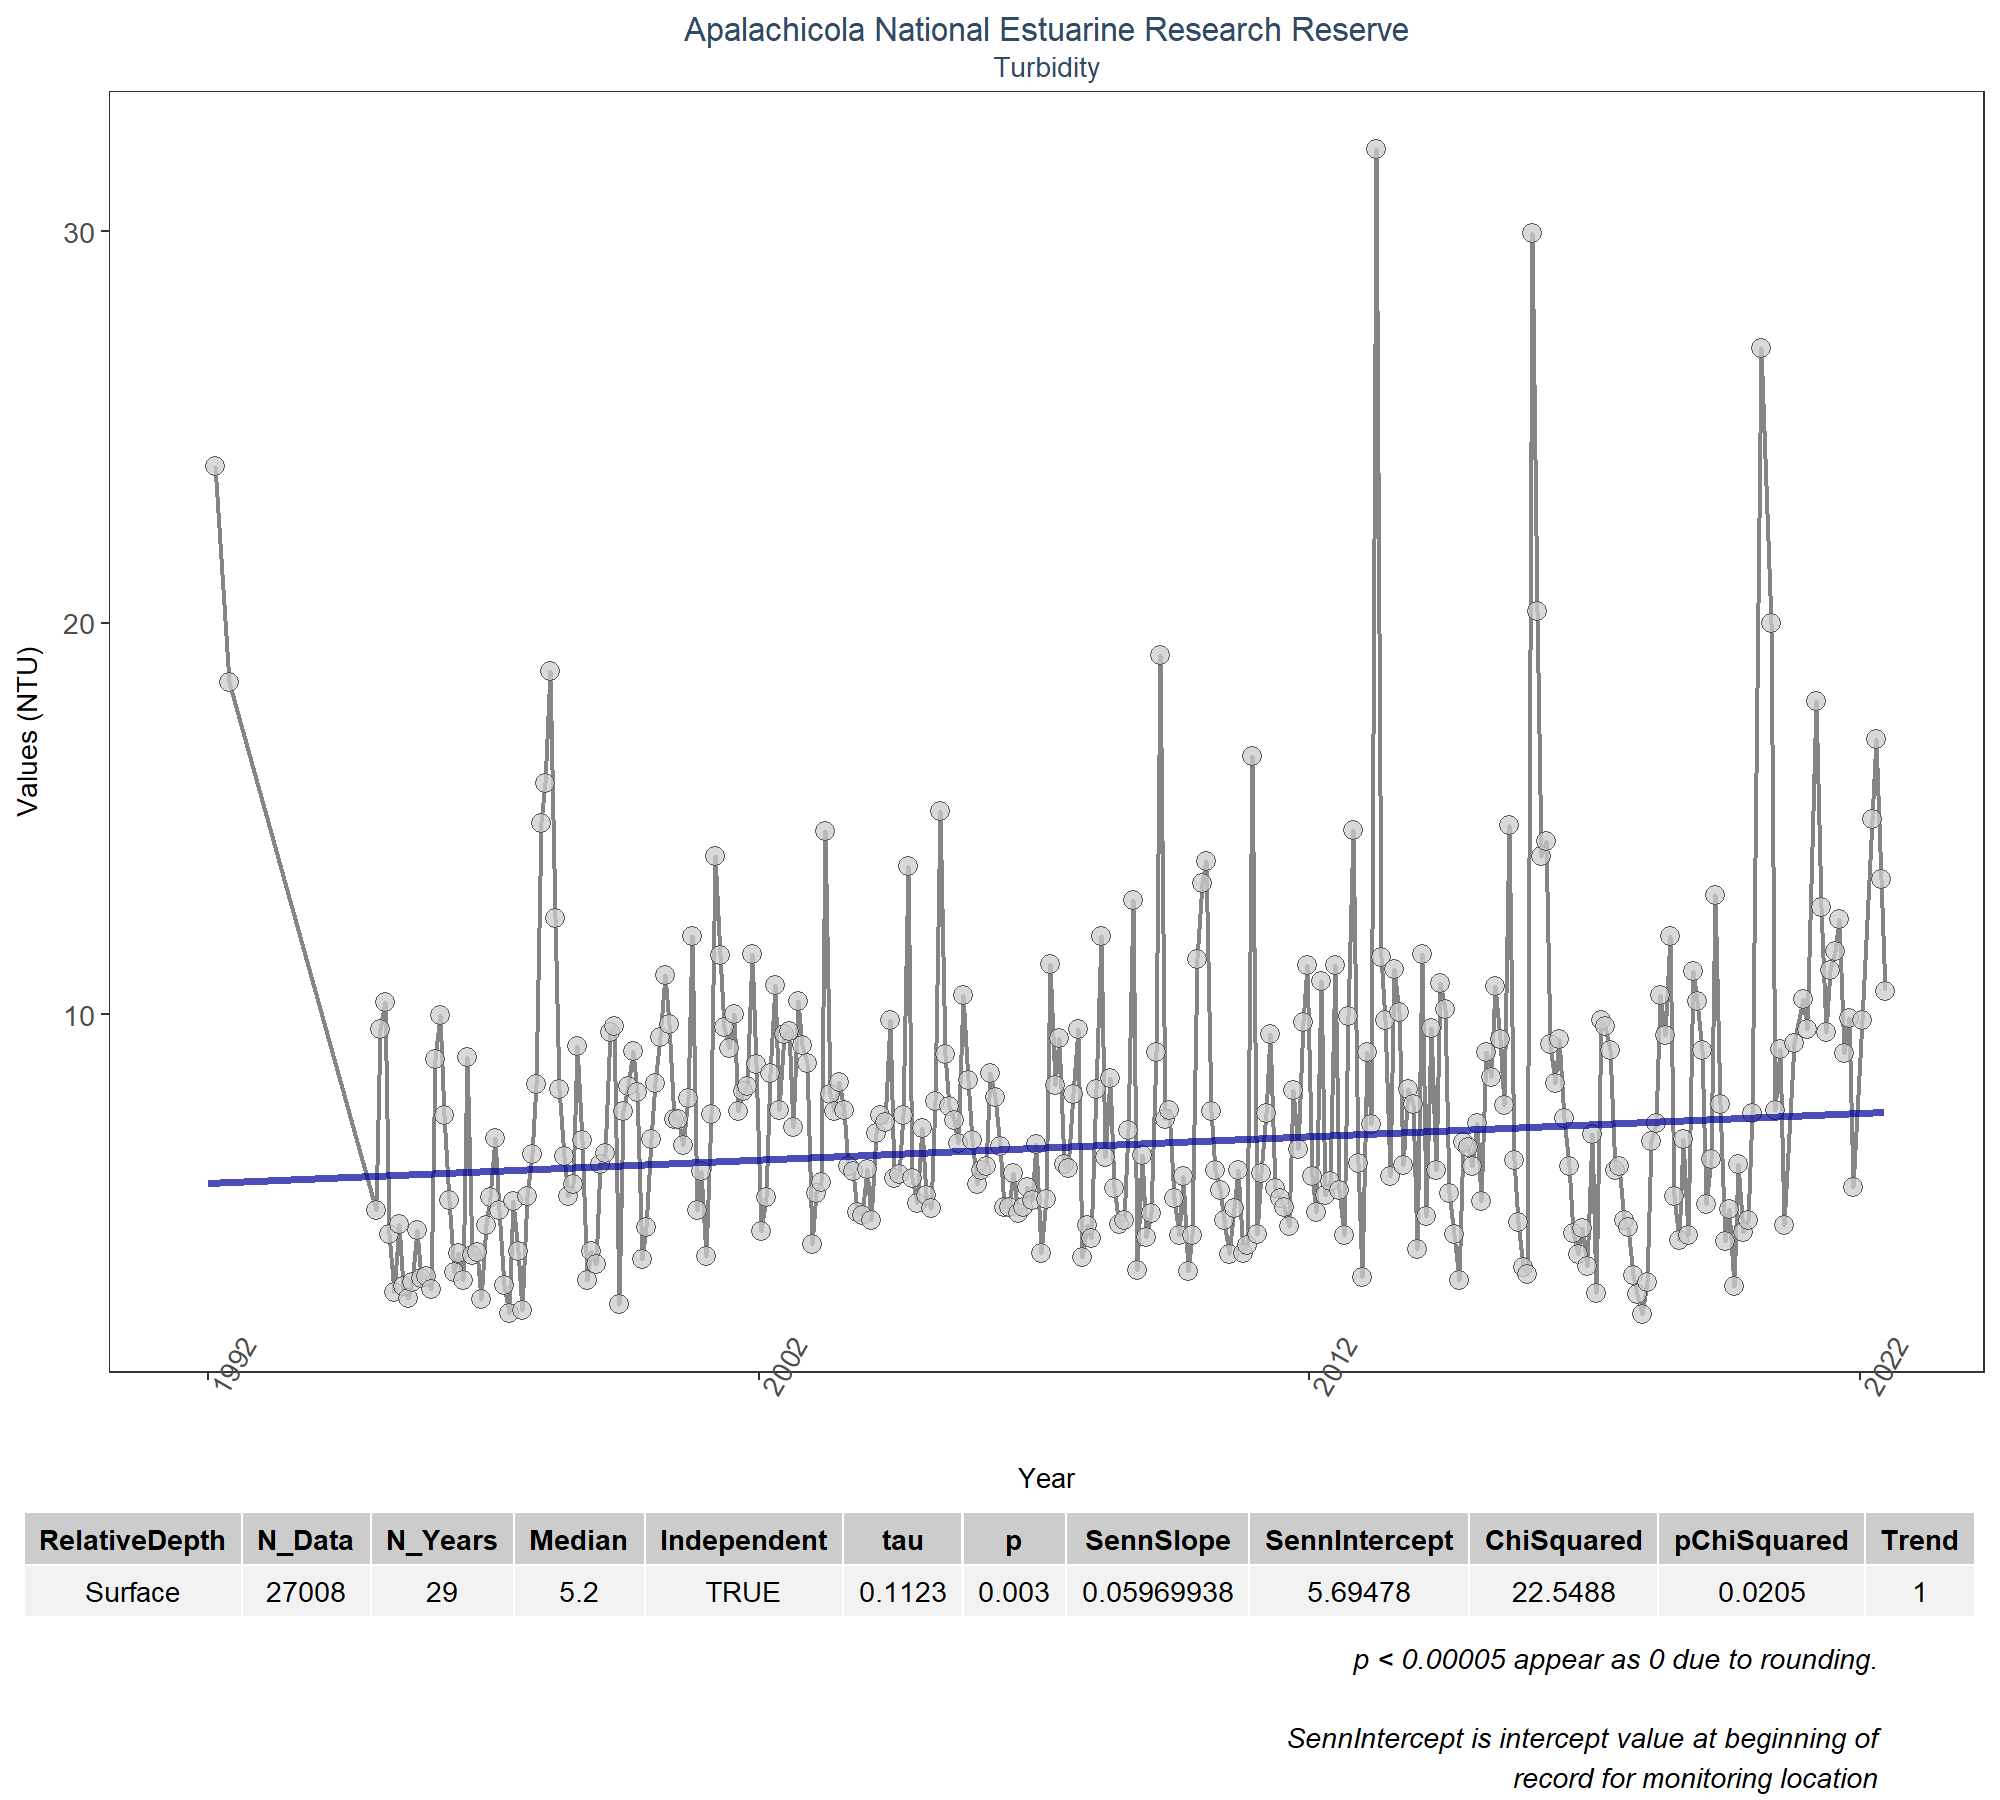 Apalachicola National Estuarine Research Reserve
Turbidity
30
20
10
Values (NTU)
1992 2002 2012 2022
Year
RelativeDepth N_Data N_Years Median Independent tau p SennSlope SennIntercept ChiSquared pChiSquared Trend
Surface 27008 29 5.2 TRUE 0.1123 0.003 0.05969938 5.69478 22.5488 0.0205 1
p < 0.00005 appear as 0 due to rounding.
SennIntercept is intercept value at beginning of
record for monitoring location